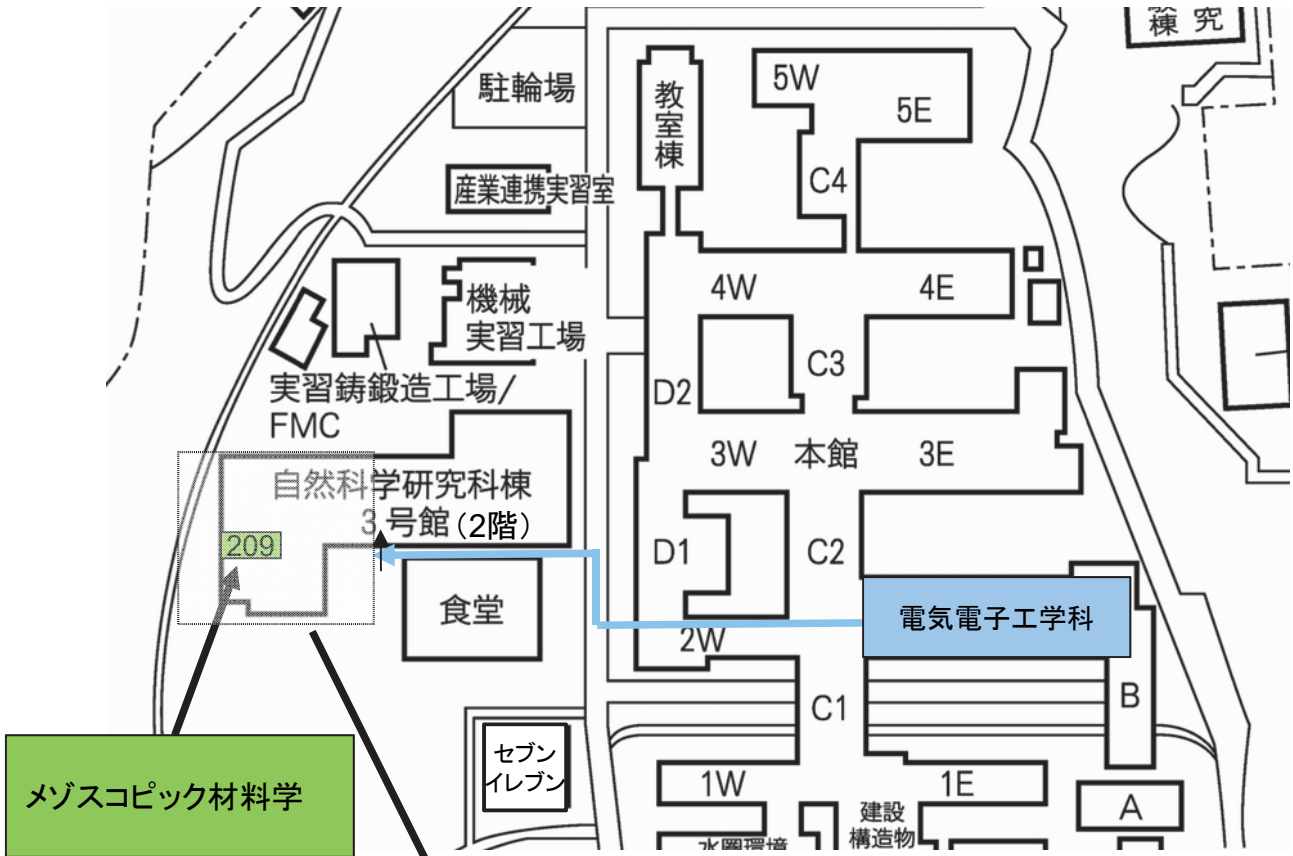 棟 究
駐輪場
教室棟
5W
5E
産業連携実習室
C4
4W
4E
機械
実習工場
実習鋳鍛造工場/
FMC
D2
C3
3W
本館
3E
自然科学研究科棟
3号館(2階)
209
D1
C2
食堂
電気電子工学科
2W
C1
B
セブン
イレブン
メゾスコピック材料学
1W
1E
A
建設
構造物
水圏環境